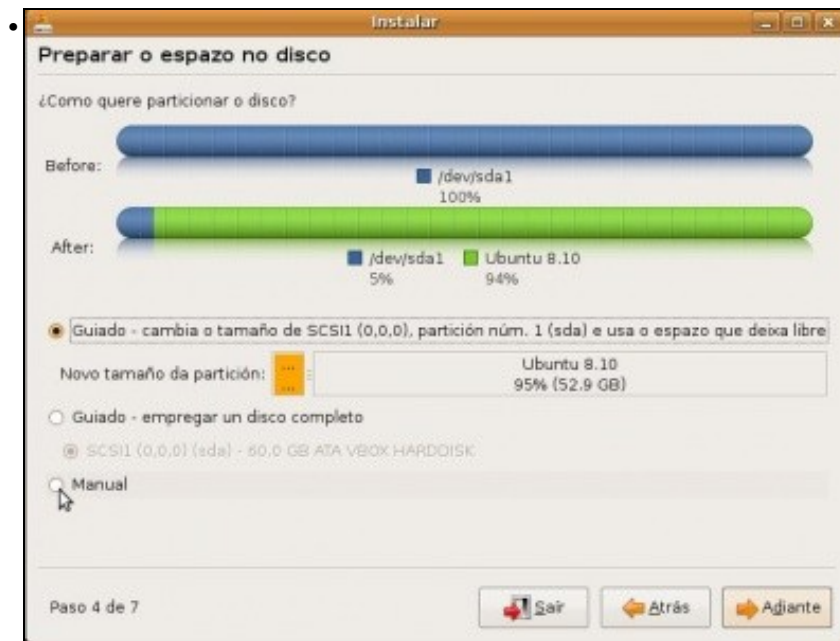 Instalar
Preparar o espazo no disco
¿Como quere particionar o disco?
Before:
/dev/sda1
100%
After:
/dev/sda1 Ubuntu 8.10
5% 94%
Guiado - cambia o tamaño de SCSI1 (0,0,0), partición núm. 1 (sda) e usa o espazo que deixa libre
Novo tamaño da partición: ... ... Ubuntu 8.10
95% (52.9 GB)
Guiado - empregar un disco completo
SCSI1 (0,0,0) (sda) - 60,0 GB ATA VBOX HARDDISK
Manual
Paso 4 de 7 Sair Atrás Adiante